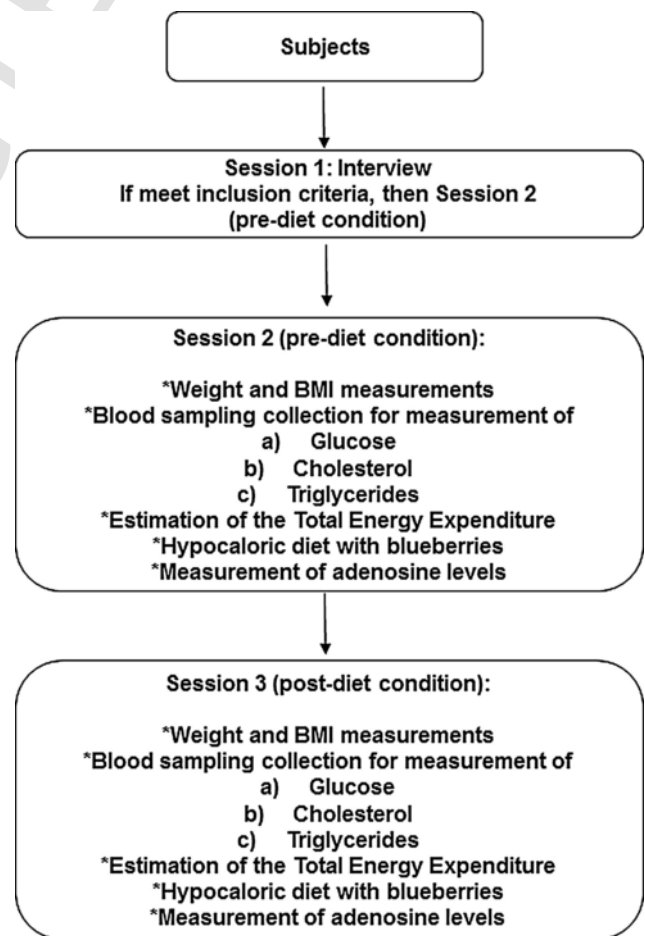 Subjects
Session 1: Interview
If meet inclusion criteria, then Session 2
(pre-diet condition)
Session 2 (pre-diet condition):
*Weight and BMI measurements
*Blood sampling collection for measurement of
a) Glucose
b) Cholesterol
c) Triglycerides
*Estimation of the Total Energy Expenditure
*Hypocaloric diet with blueberries
*Measurement of adenosine levels
Session 3 (post-diet condition):
*Weight and BMI measurements
*Blood sampling collection for measurement of
a) Glucose
b) Cholesterol
c) Triglycerides
*Estimation of the Total Energy Expenditure
*Hypocaloric diet with blueberries
*Measurement of adenosine levels